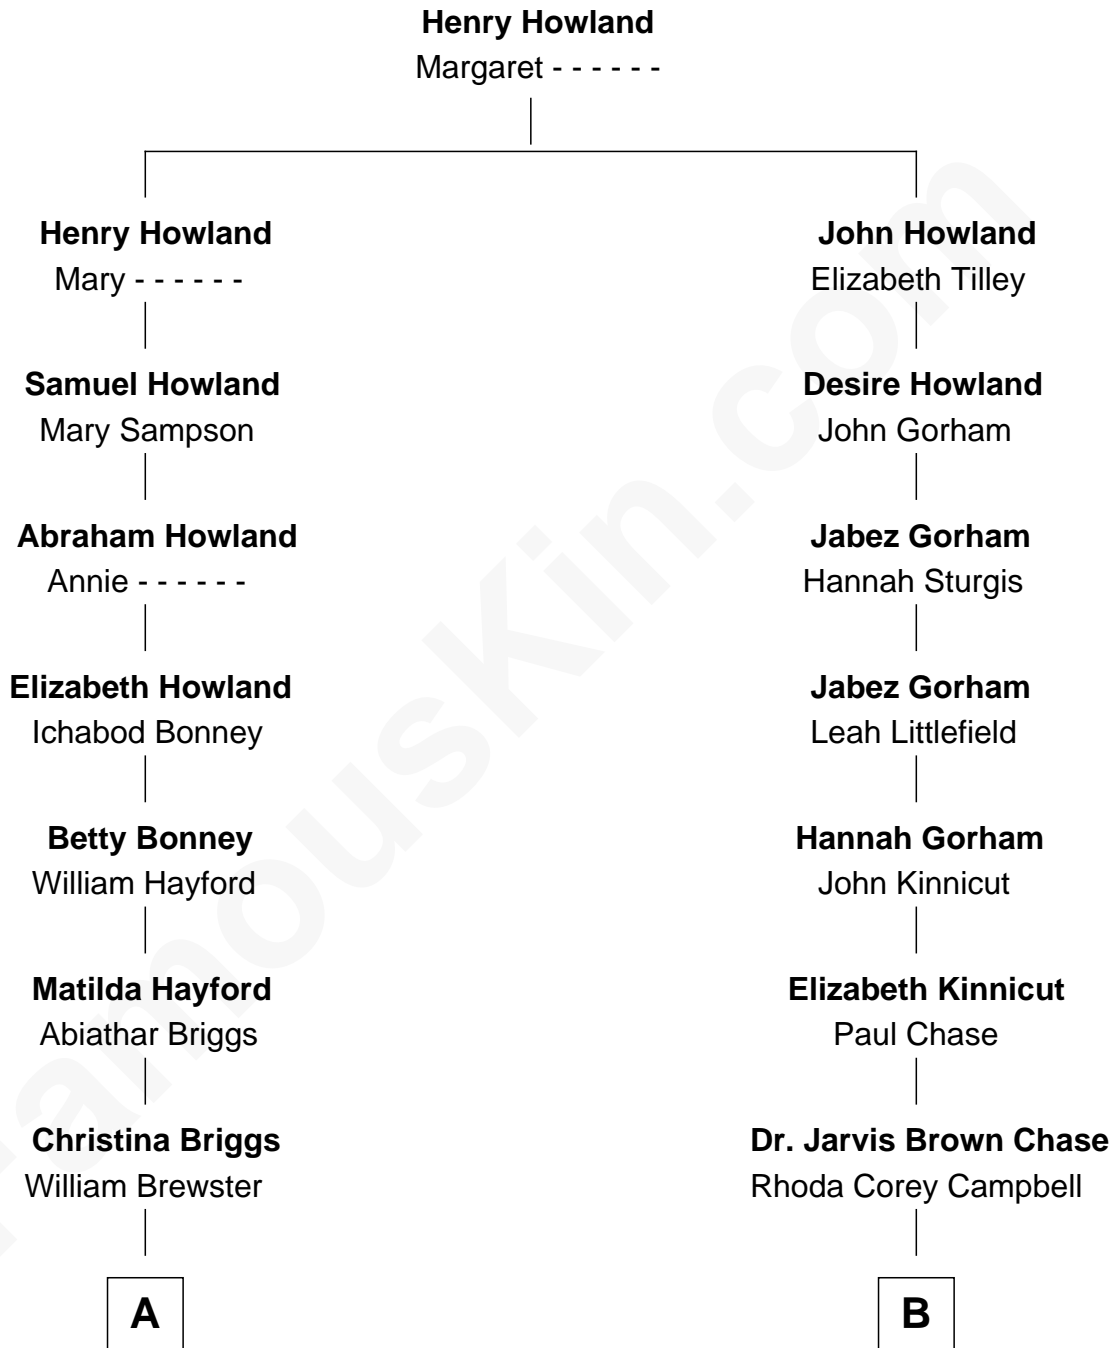 Henry Howland
Margaret - - - - - -
Henry Howland
Mary - - - - - -
John Howland
Elizabeth Tilley
Samuel Howland
Mary Sampson
Desire Howland
John Gorham
Abraham Howland
Annie - - - - - -
Jabez Gorham
Hannah Sturgis
Elizabeth Howland
Ichabod Bonney
Jabez Gorham
Leah Littlefield
Betty Bonney
William Hayford
Hannah Gorham
John Kinnicut
Matilda Hayford
Abiathar Briggs
Elizabeth Kinnicut
Paul Chase
Christina Briggs
William Brewster
Dr. Jarvis Brown Chase
Rhoda Corey Campbell
A
B
FamousKin.com